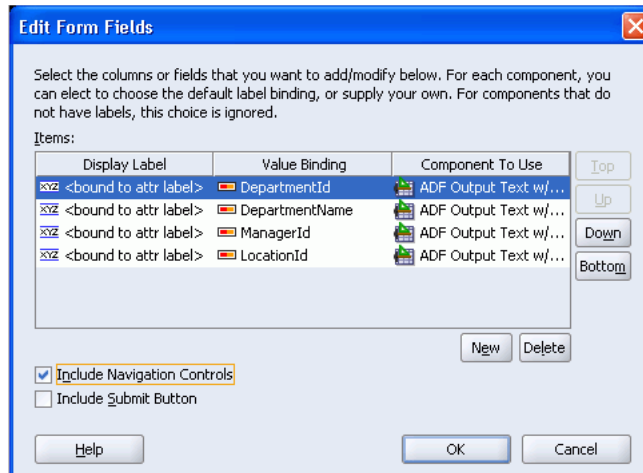 Edit Form Fields
Select the columns or fields that you want to add/modify below. For each component, you
can elect to choose the default label binding, or supply your own. For components that do
not have labels, this choice is ignored.
Items:
Display Label Value Binding Component To Use
XYZ <bound to attr label> DepartmentId ADF Output Text w/...
XYZ <bound to attr label> DepartmentName ADF Output Text w/...
XYZ <bound to attr label> ManagerId ADF Output Text w/...
XYZ <bound to attr label> LocationId ADF Output Text w/...
Top
Up
Down
Bottom
New Delete
Include Navigation Controls
Include Submit Button
Help OK Cancel